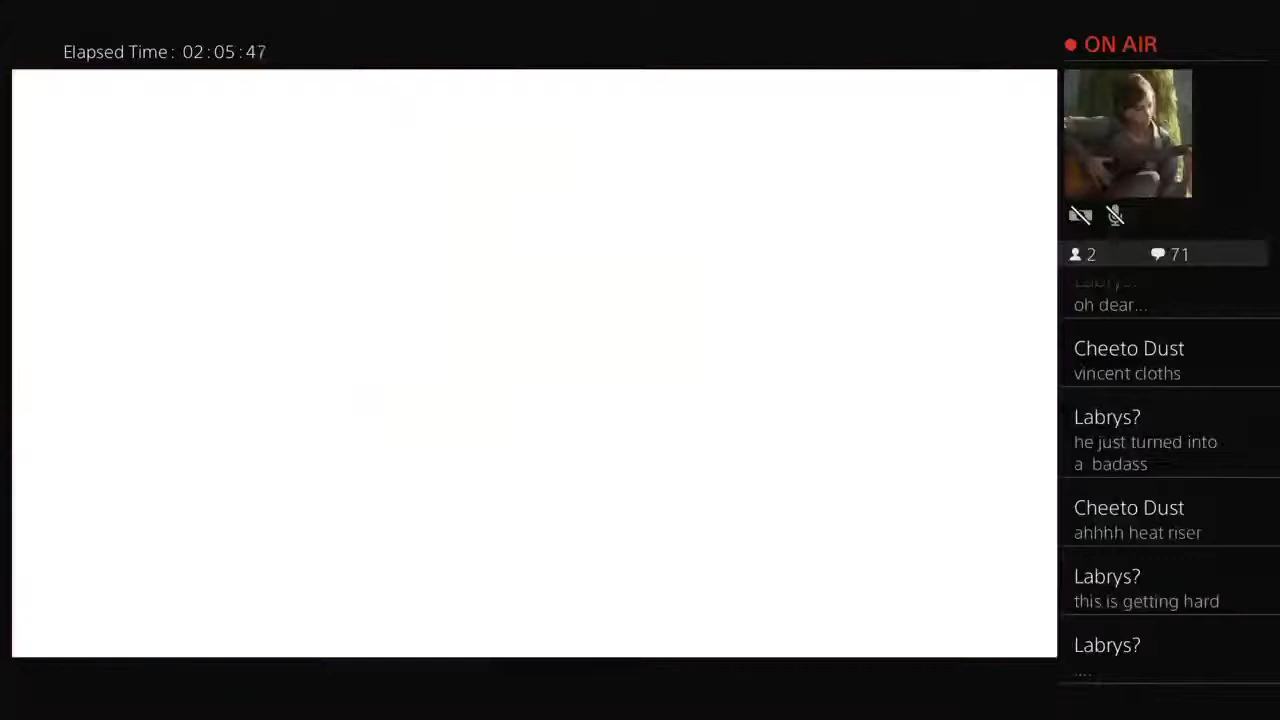 Elapsed Time: 02:05:47
ON AIR
2 71
Labrys?
oh dear...
Cheeto Dust
vincent cloths
Labrys?
he just turned into
a badass
Cheeto Dust
ahhhh heat riser
Labrys?
this is getting hard
Labrys?
....